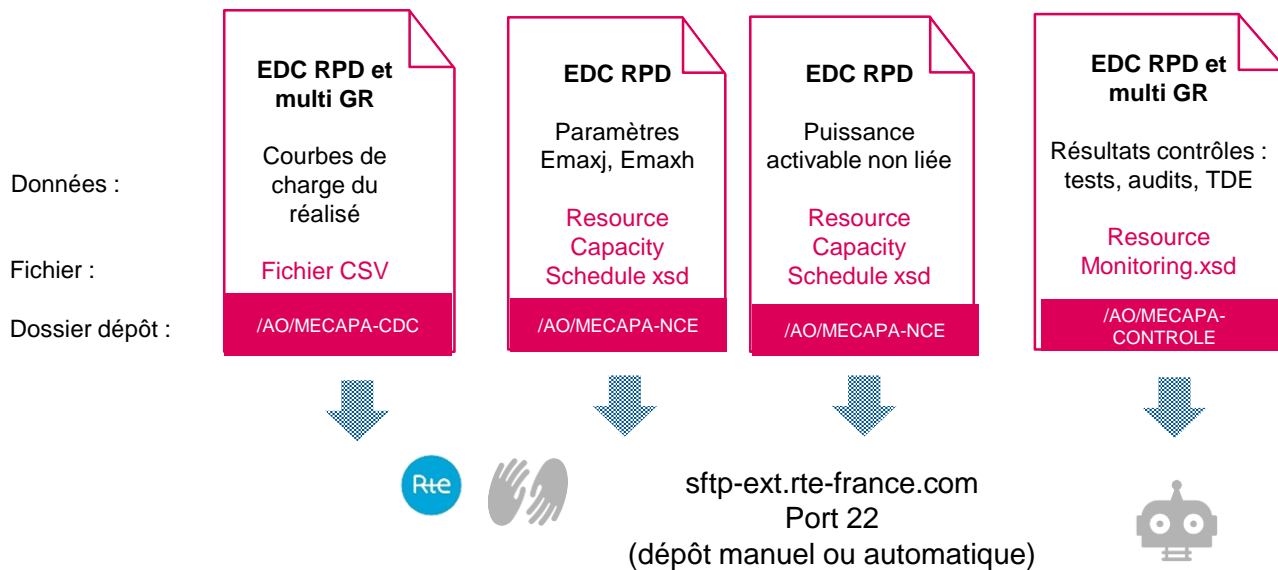 EDC RPD et
multi GR
Courbes de
charge du
réalisé
Fichier CSV
/AO/MECAPA-CDC
EDC RPD
Paramètres
Emaxj, Emaxh
Resource
Capacity
Schedule xsd
/AO/MECAPA-NCE
EDC RPD
Puissance
activable non liée
Resource
Capacity
Schedule xsd
/AO/MECAPA-NCE
EDC RPD et
multi GR
Résultats contrôles :
tests, audits, TDE
Resource
Monitoring.xsd
/AO/MECAPA-
CONTROLE
Données :
Fichier :
Dossier dépôt :
Rte
sftp-ext.rte-france.com
Port 22
(dépôt manuel ou automatique)